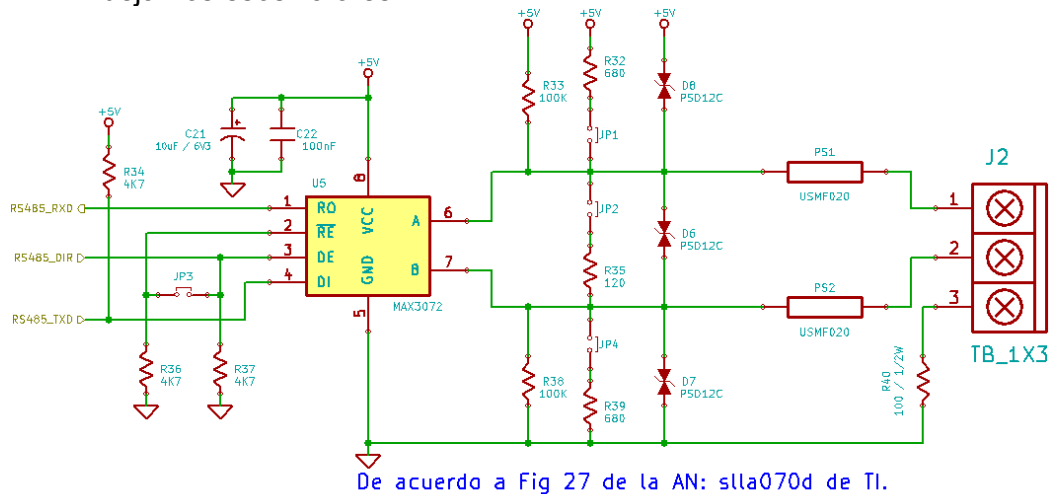 +5V
+5V
+5V
+5V
+5V
R33
100K
R32
680
D8
PSD12C
JP1
C21
10uF / 6V3
C22
100nF
R34
4K7
U5
PS1
USMF020
J2
RS485_RXD
1
RO
2
RE
RS485_DIR
3
DE
4
DI
RS485_TXD
8
VCC
GND
5
A
6
B
7
MAX3072
JP3
JP2
R35
120
D6
PSD12C
PS2
USMF020
1
2
3
TB_1X3
R36
4K7
R37
4K7
R38
100K
JP4
R39
680
D7
PSD12C
R40
100 / 1/2W
De acuerdo a Fig 27 de la AN: slla070d de TI.